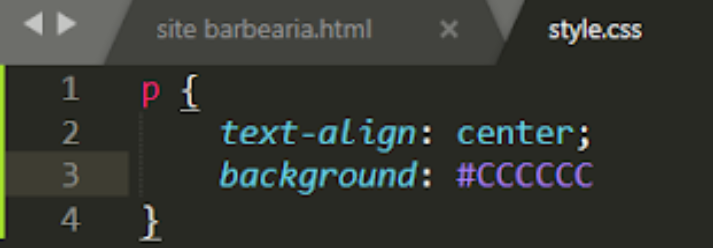 site barbearia.html × style.css
1 p {
2 text-align: center;
3 background: #CCCCCC
4 }